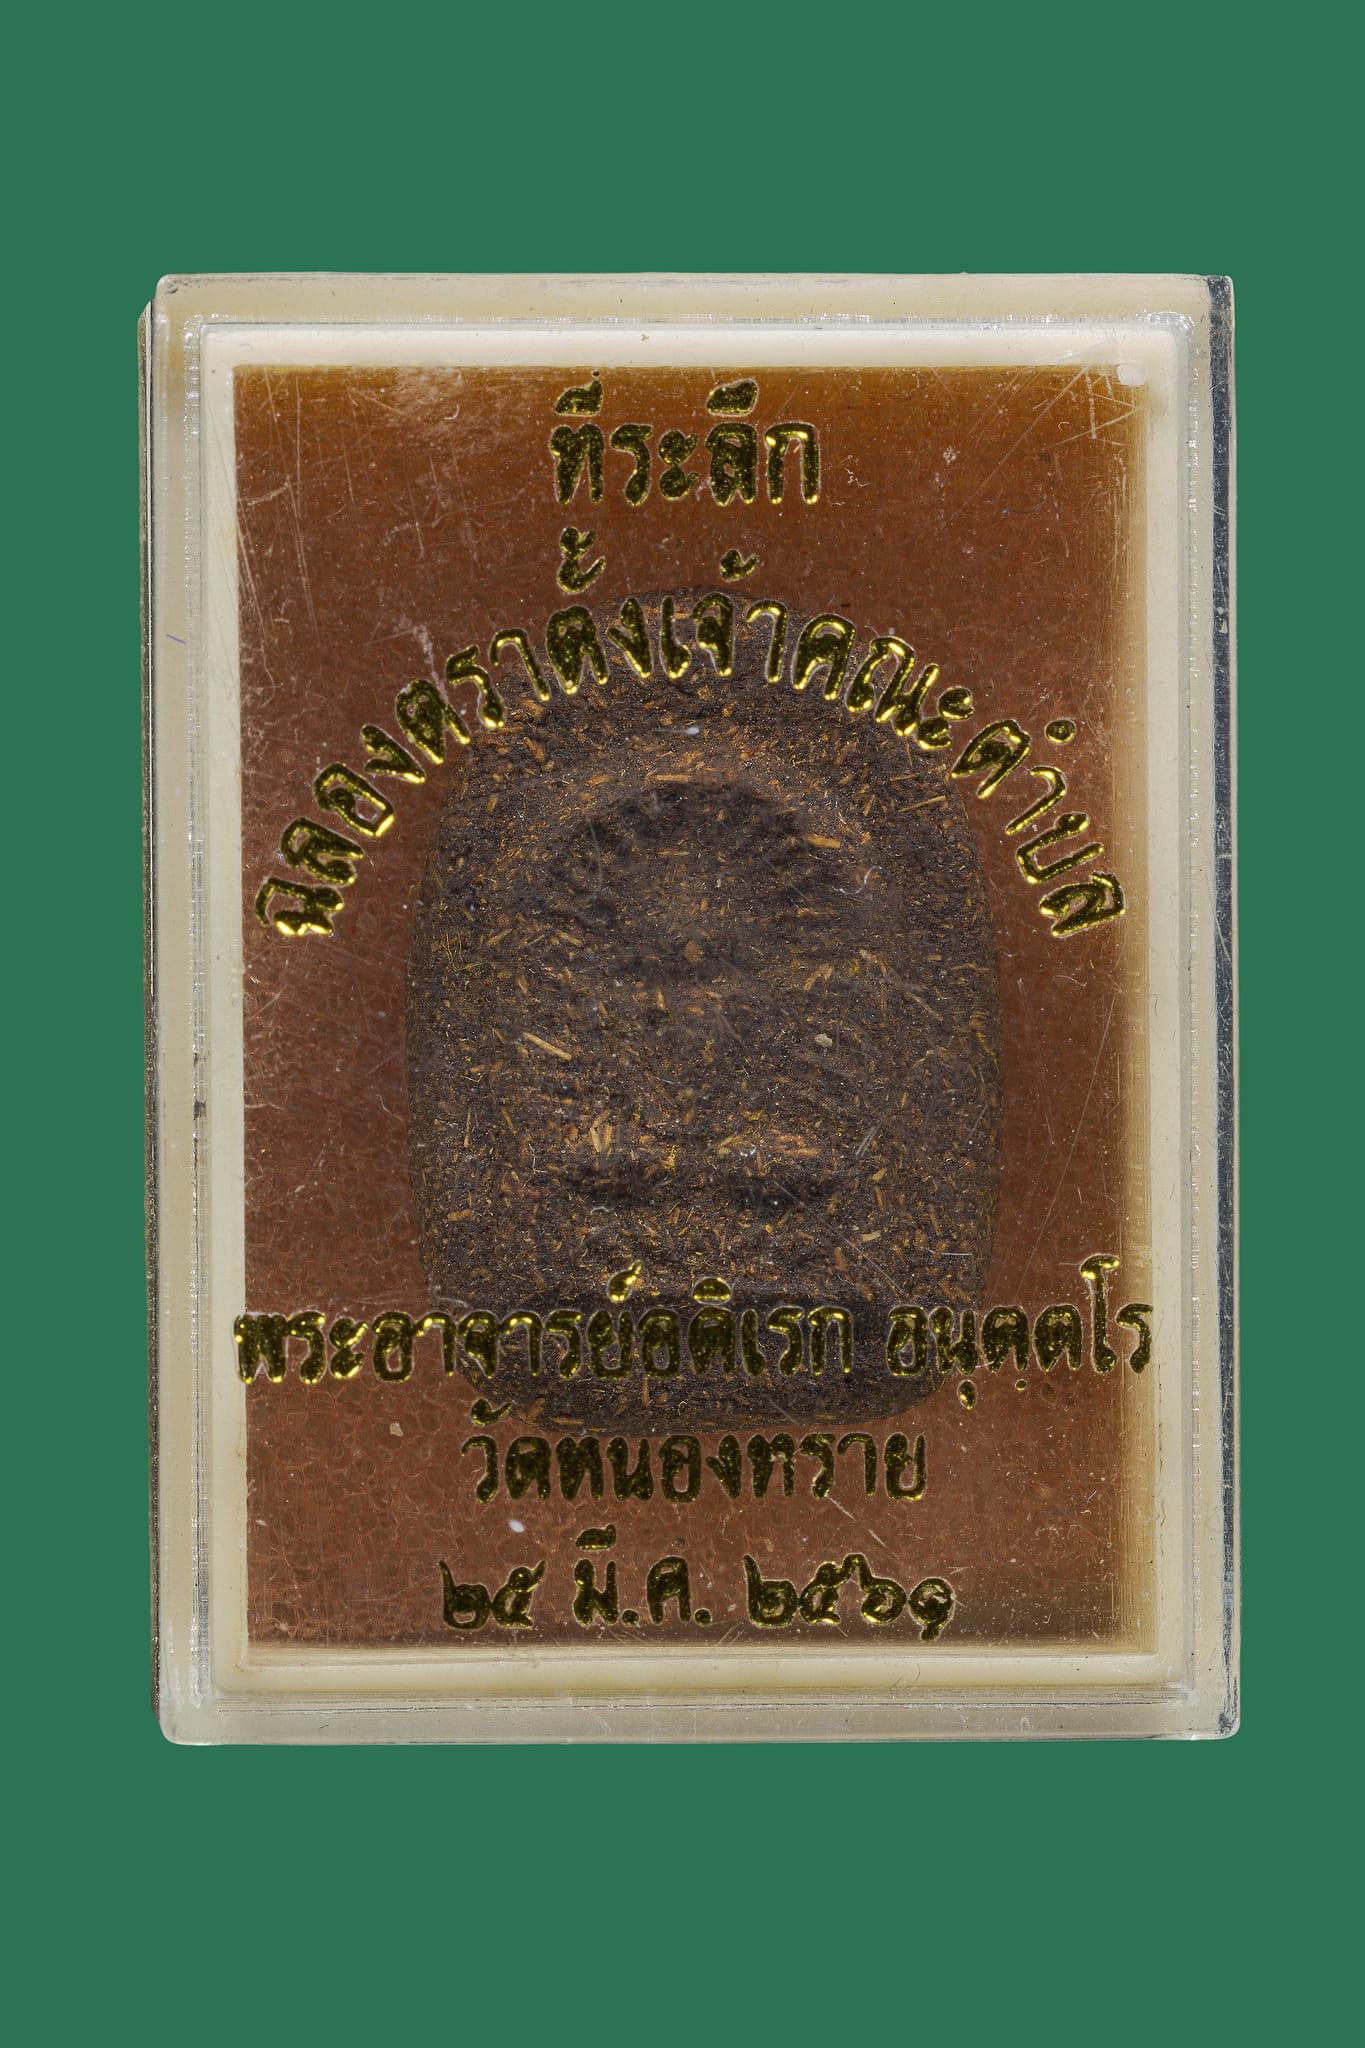 ที่ระลึก
ฉลองตราตั้งเจ้าคณะตำบล
พระอาจารย์อดิเรก อนุตฺตโร
วัดหนองทราย
๒๕ มี.ค. ๒๕๖๑